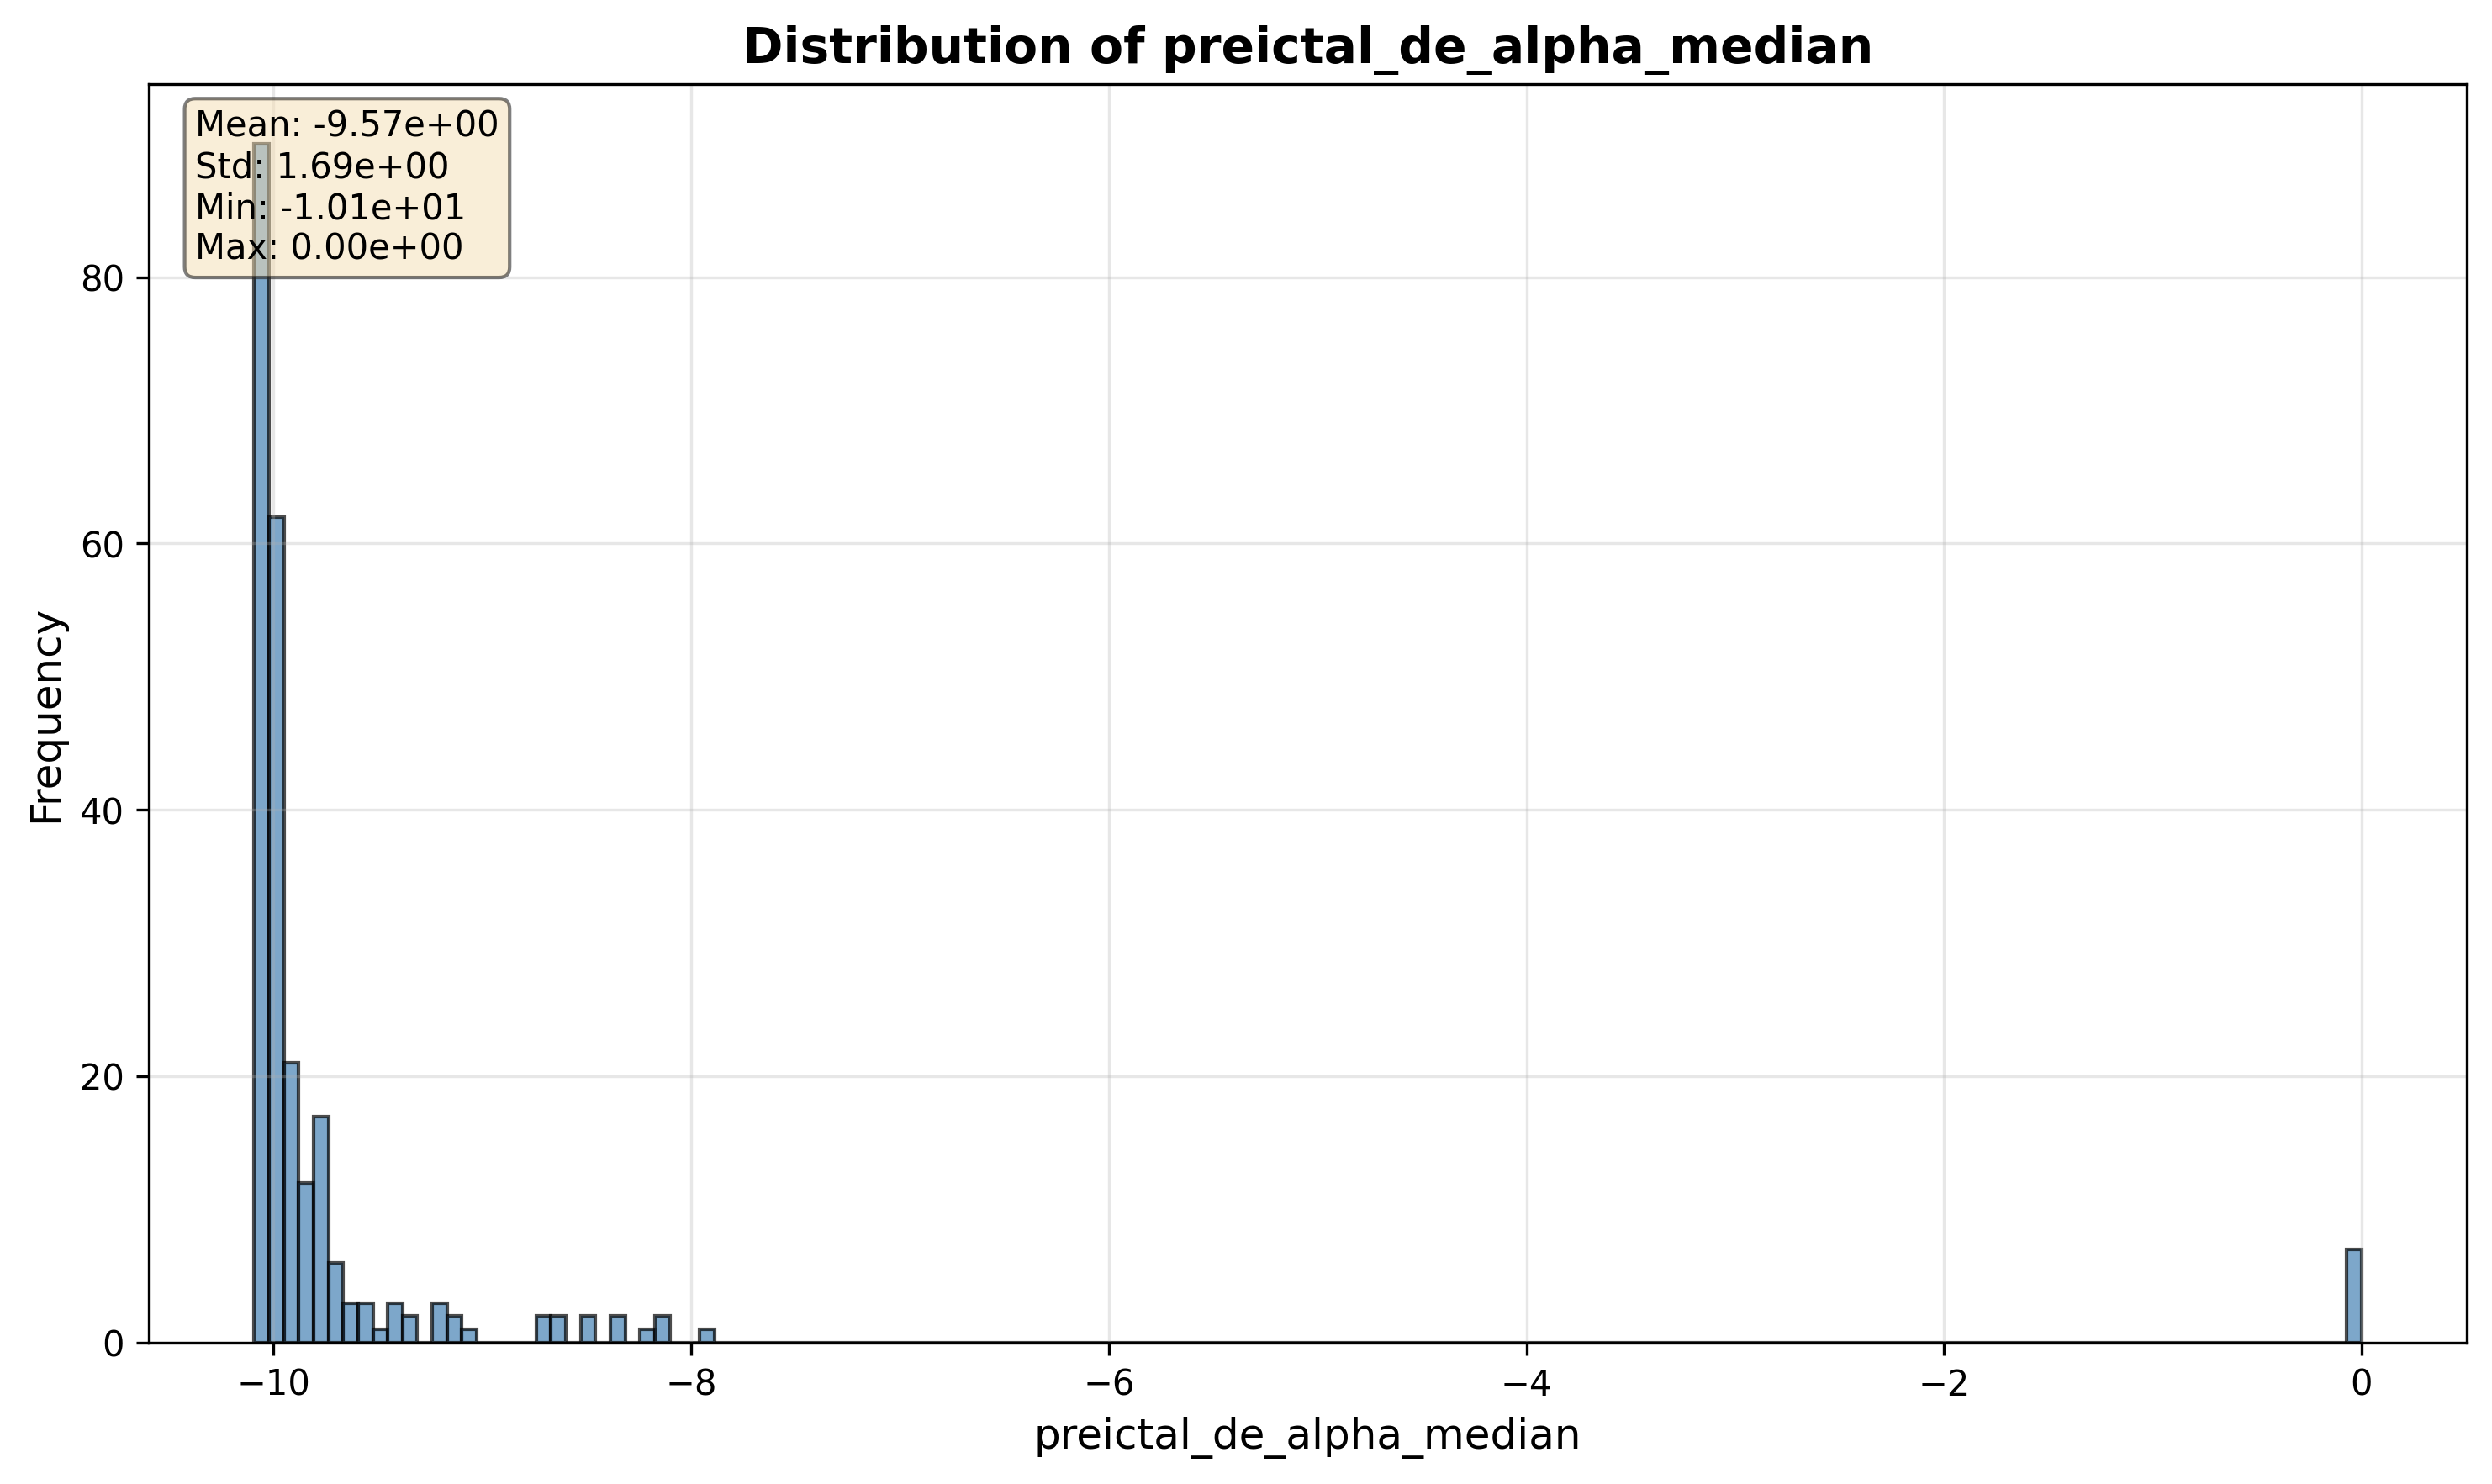 Distribution of preictal_de_alpha_median
Mean: -9.57e+00
Std: 1.69e+00
Min: -1.01e+01
Max: 0.00e+00
Frequency
80
60
40
20
0
−10
−8
−6
−4
−2
0
preictal_de_alpha_median